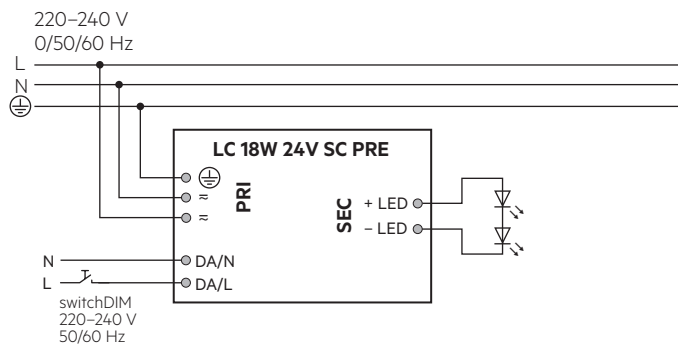 220–240 V
0/50/60 Hz
L
N
LC 18W 24V SC PRE
PRI
≂
≂
SEC
+ LED
– LED
N
DA/N
L
DA/L
switchDIM
220–240 V
50/60 Hz